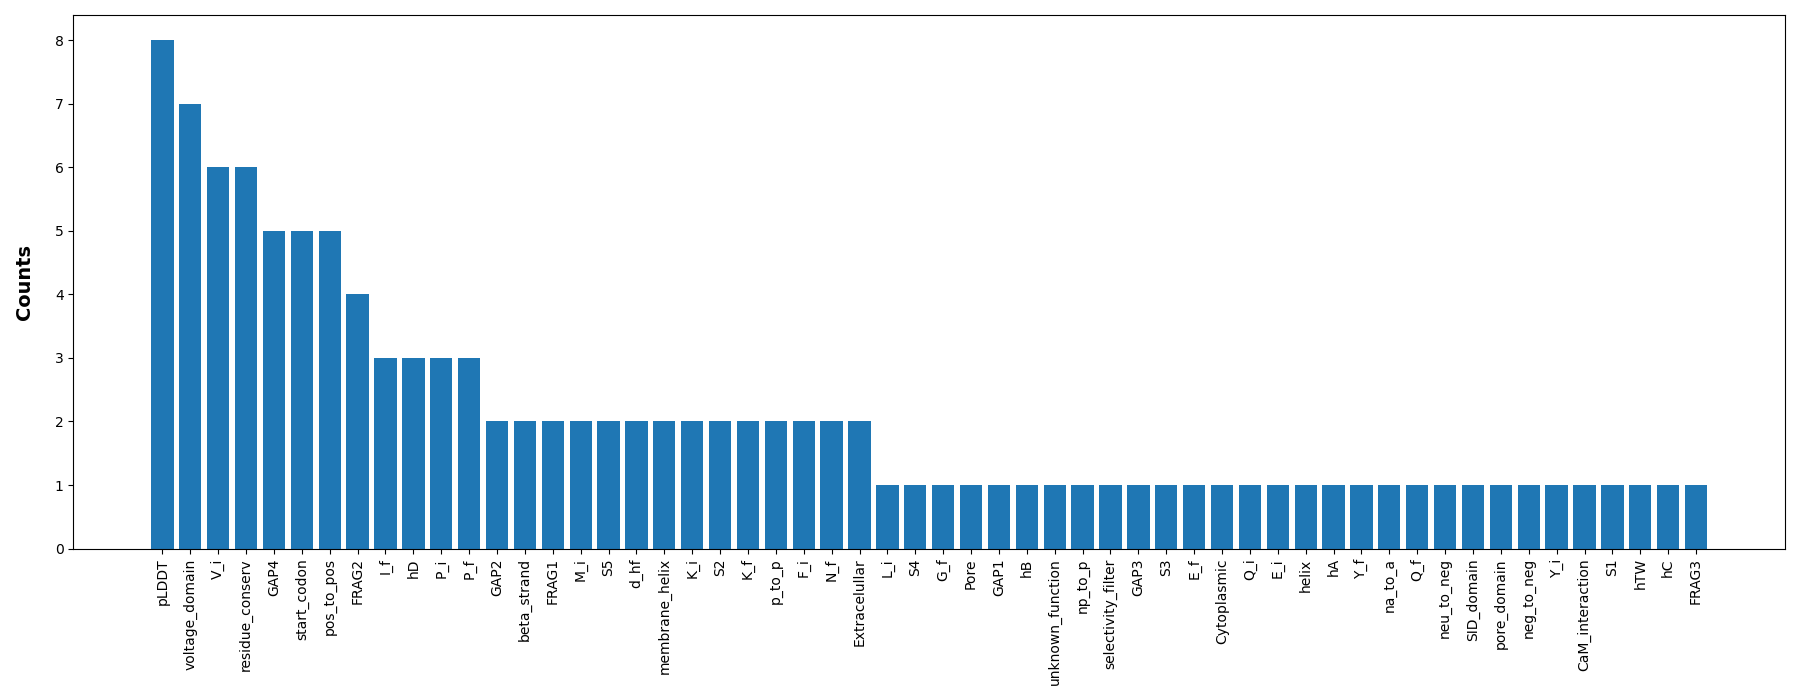 Counts
8
7
6
5
4
3
2
1
0
pLDDT
voltage_domain
V_i
residue_conserv
GAP4
start_codon
pos_to_pos
FRAG2
I_f
hD
P_i
P_f
GAP2
beta_strand
FRAG1
M_i
S5
d_hf
membrane_helix
K_i
S2
K_f
p_to_p
F_i
N_f
Extracelullar
L_i
S4
G_f
Pore
GAP1
hB
unknown_function
np_to_p
selectivity_filter
GAP3
S3
E_f
Cytoplasmic
Q_i
E_i
helix
hA
Y_f
na_to_a
Q_f
neu_to_neg
SID_domain
pore_domain
neg_to_neg
Y_i
CaM_interaction
S1
hTW
hC
FRAG3